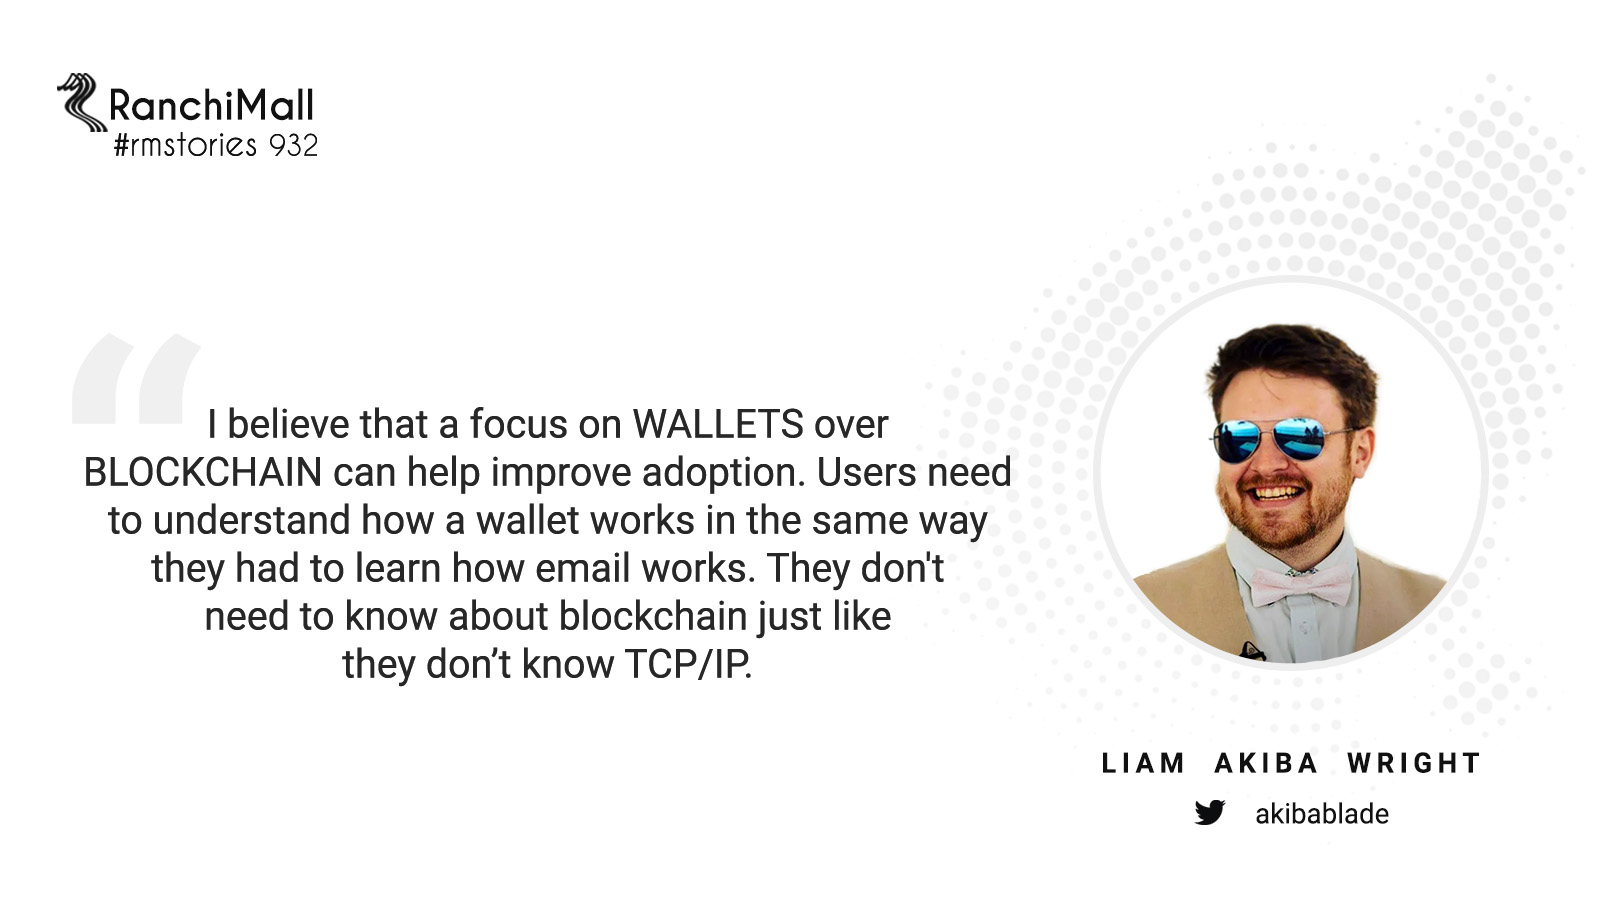 RanchiMall
#rmstories 932
“
I believe that a focus on WALLETS over
BLOCKCHAIN can help improve adoption. Users need
to understand how a wallet works in the same way
they had to learn how email works. They don't
need to know about blockchain just like
they don’t know TCP/IP.
LIAM AKIBA WRIGHT
akibablade